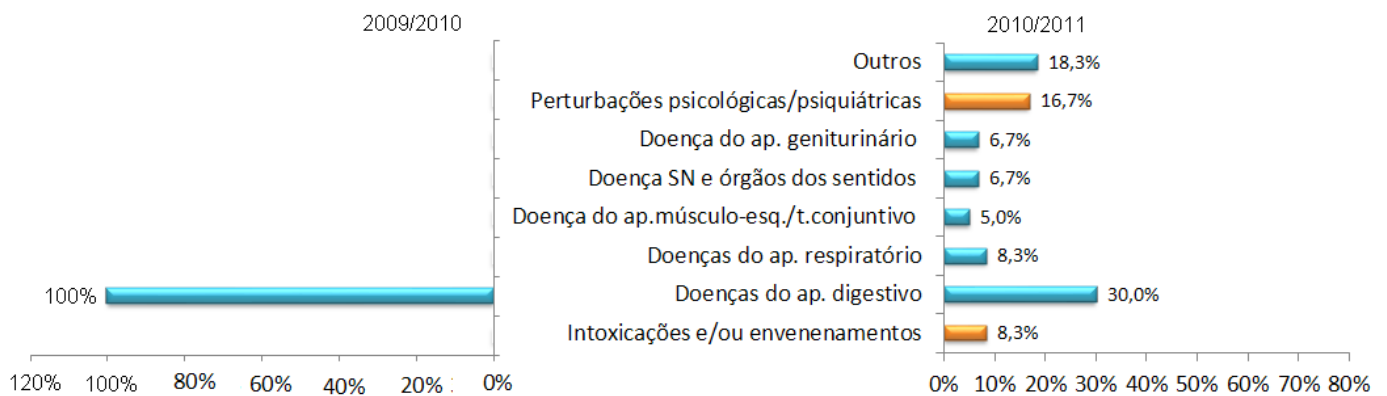 2009/2010
2010/2011
Outros
18,3%
Perturbações psicológicas/psiquiátricas
16,7%
Doença do ap. geniturinário
6,7%
Doença SN e órgãos dos sentidos
6,7%
Doença do ap.músculo-esq./t.conjuntivo
5,0%
Doenças do ap. respiratório
8,3%
100%
Doenças do ap. digestivo
30,0%
Intoxicações e/ou envenenamentos
8,3%
120% 100% 80% 60% 40% 20% 0%
0% 10% 20% 30% 40% 50% 60% 70% 80%